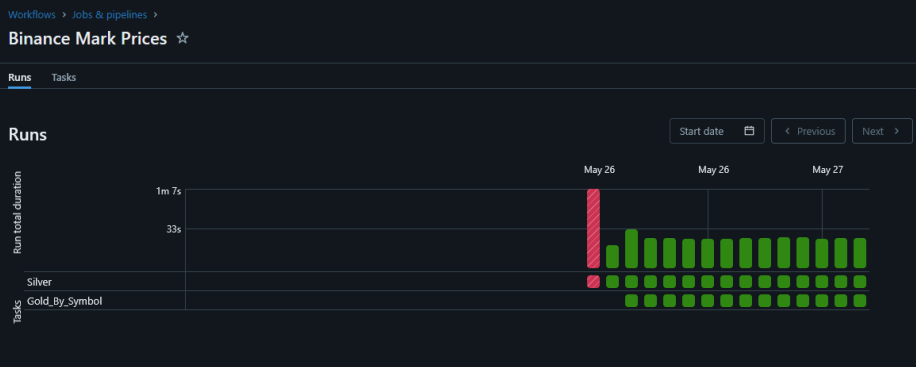 Workflows › Jobs & pipelines ›
Binance Mark Prices ☆
Runs Tasks
Runs
Start date
‹ Previous
Next ›
May 26 May 26 May 27
Run total duration
1m 7s
33s
Tasks
Silver
Gold_By_Symbol